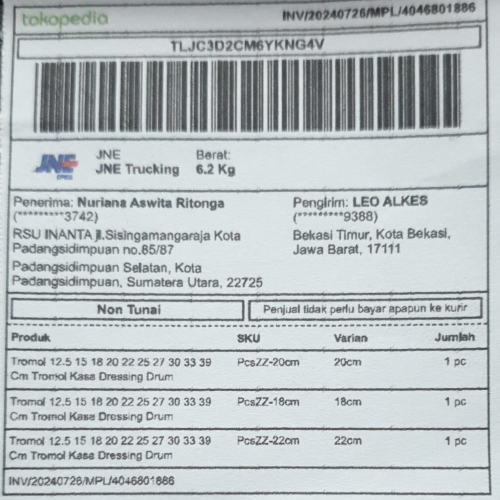 tokopedia
INV/20240726/MPL/4046801886
TLJC3D2CM6YKNG4V
JNE
EXPRESS
JNE
JNE Trucking
Berat:
6.2 Kg
Penerima: Nuriana Aswita Ritonga
(*********3742)
RSU INANTA jl.Sisingamangaraja Kota
Padangsidimpuan no.85/87
Padangsidimpuan Selatan, Kota
Padangsidimpuan, Sumatera Utara, 22725
Pengirim: LEO ALKES
(*********9388)
Bekasi Timur, Kota Bekasi,
Jawa Barat, 17111
Non Tunai
Penjual tidak perlu bayar apapun ke kurir
Produk SKU Varian Jumlah
Tromol 12.5 15 18 20 22 25 27 30 33 39 PcsZZ-20cm 20cm 1 pc
Cm Tromol Kasa Dressing Drum
Tromol 12.5 15 18 20 22 25 27 30 33 39 PcsZZ-18cm 18cm 1 pc
Cm Tromol Kasa Dressing Drum
Tromol 12.5 15 18 20 22 25 27 30 33 39 PcsZZ-22cm 22cm 1 pc
Cm Tromol Kasa Dressing Drum
INV/20240726/MPL/4046801886